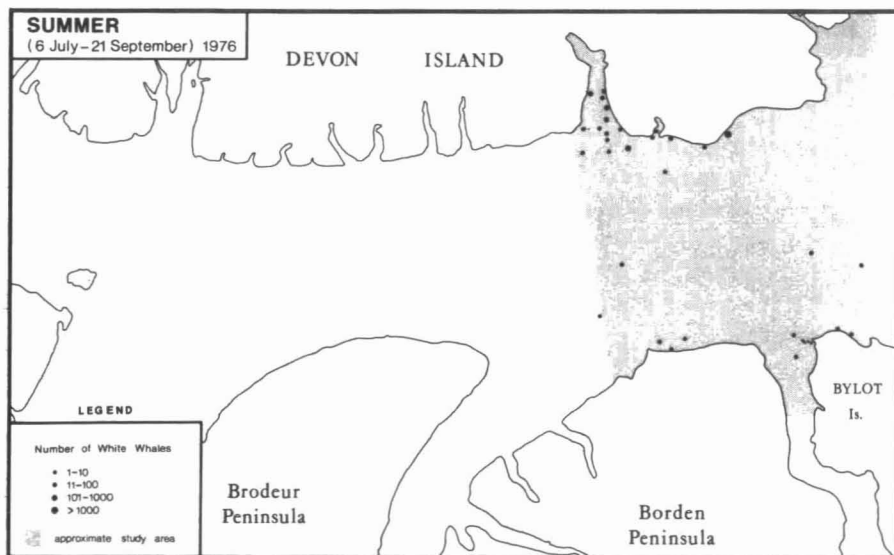 SUMMER
(6 July-21 September) 1976
DEVON ISLAND
BYLOT
Is.
LEGEND
Number of White Whales
1-10
11-100
101-1000
>1000
approximate study area
Brodeur
Peninsula
Borden
Peninsula